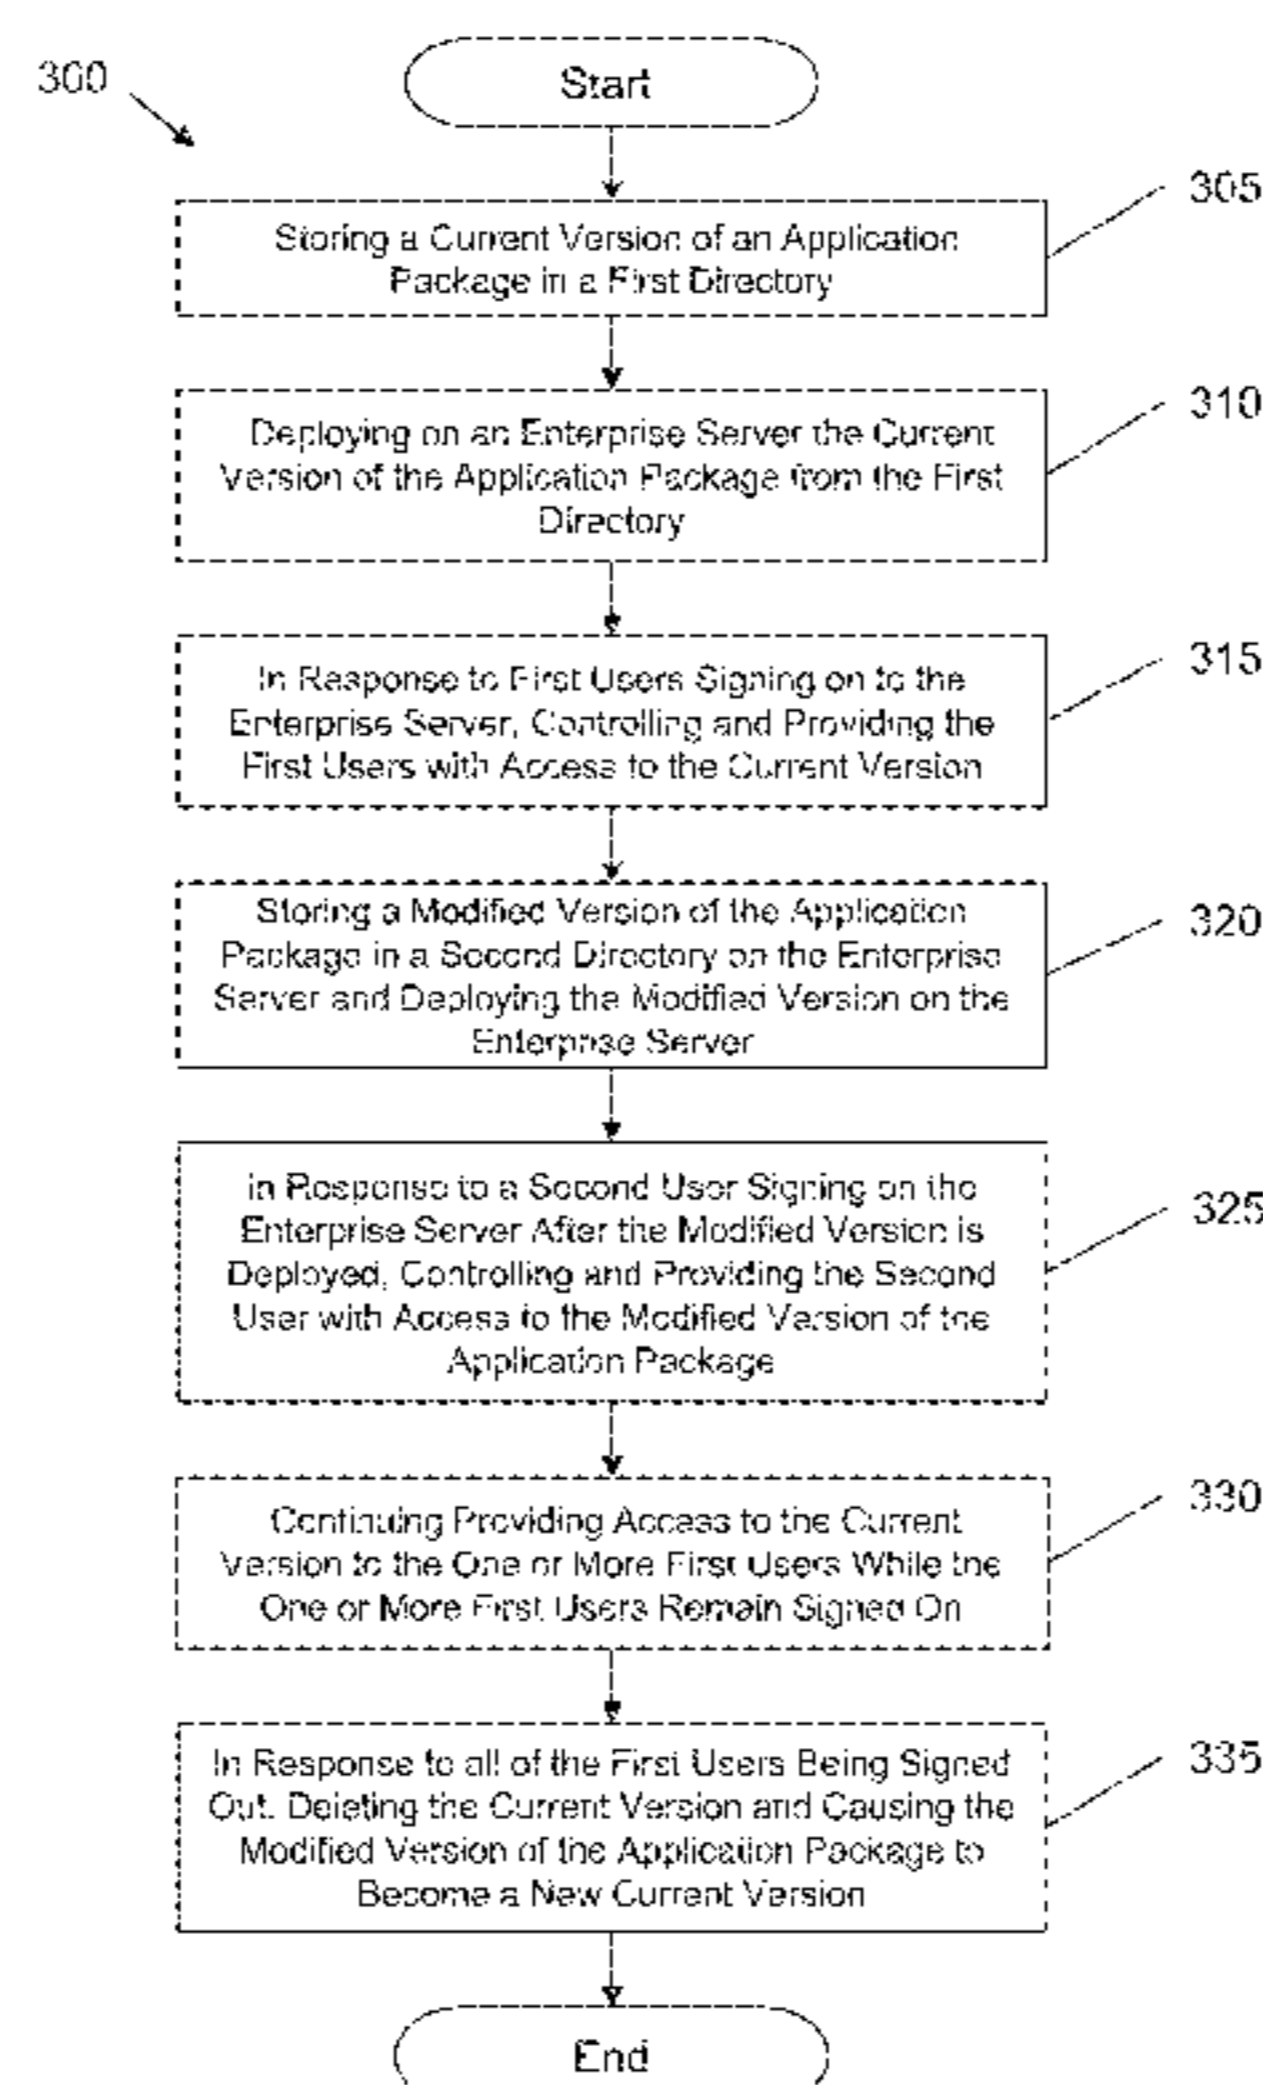 300
Start
305
Storing a Current Version of an Application
Package in a First Directory
310
Deploying on an Enterprise Server the Current
Version of the Application Package from the First
Directory
315
In Response to First Users Signing on to the
Enterprise Server, Controlling and Providing the
First Users with Access to the Current Version
320
Storing a Modified Version of the Application
Package in a Second Directory on the Enterprise
Server and Deploying the Modified Version on the
Enterprise Server
325
In Response to a Second User Signing on the
Enterprise Server After the Modified Version is
Deployed, Controlling and Providing the Second
User with Access to the Modified Version of the
Application Package
330
Continuing Providing Access to the Current
Version to the One or More First Users While the
One or More First Users Remain Signed On
335
In Response to all of the First Users Being Signed
Out, Deleting the Current Version and Causing the
Modified Version of the Application Package to
Become a New Current Version
End